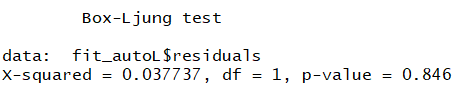 Box-Ljung test
data:  fit_autoL$residuals
X-squared = 0.037737, df = 1, p-value = 0.846